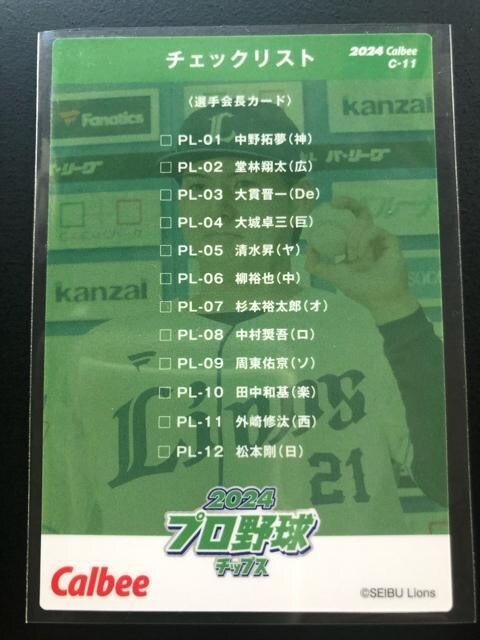 チェックリスト
2024 Calbee
C-11
〈選手会長カード〉
Fanatics
kanzai
□ PL-01 中野拓夢(神)
□ PL-02 堂林翔太(広)
パ・リーグ
□ PL-03 大貫晋一(De)
□ PL-04 大城卓三(巨)
□ PL-05 清水昇(ヤ)
□ PL-06 柳裕也(中)
kanzai
□ PL-07 杉本裕太郎(オ)
□ PL-08 中村奨吾(ロ)
□ PL-09 周東佑京(ソ)
□ PL-10 田中和基(楽)
□ PL-11 外崎修汰(西)
□ PL-12 松本剛(日)
Lions
21
2024
プロ野球
チップス
Calbee
©SEIBU Lions